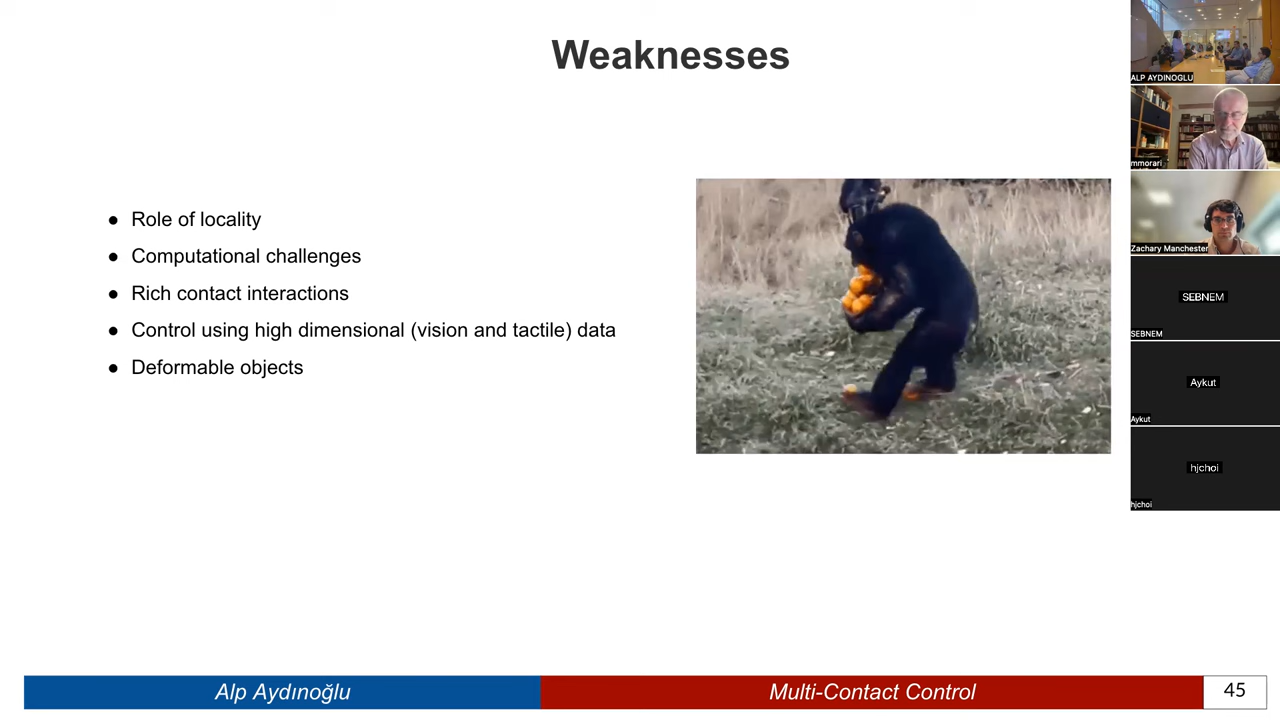 Weaknesses
● Role of locality
● Computational challenges
● Rich contact interactions
● Control using high dimensional (vision and tactile) data
● Deformable objects
ALP AYDINOGLU
mmorari
Zachary Manchester
SEBNEM
SEBNEM
Aykut
Aykut
hjchoi
hjchoi
Alp Aydınoğlu
Multi-Contact Control
45